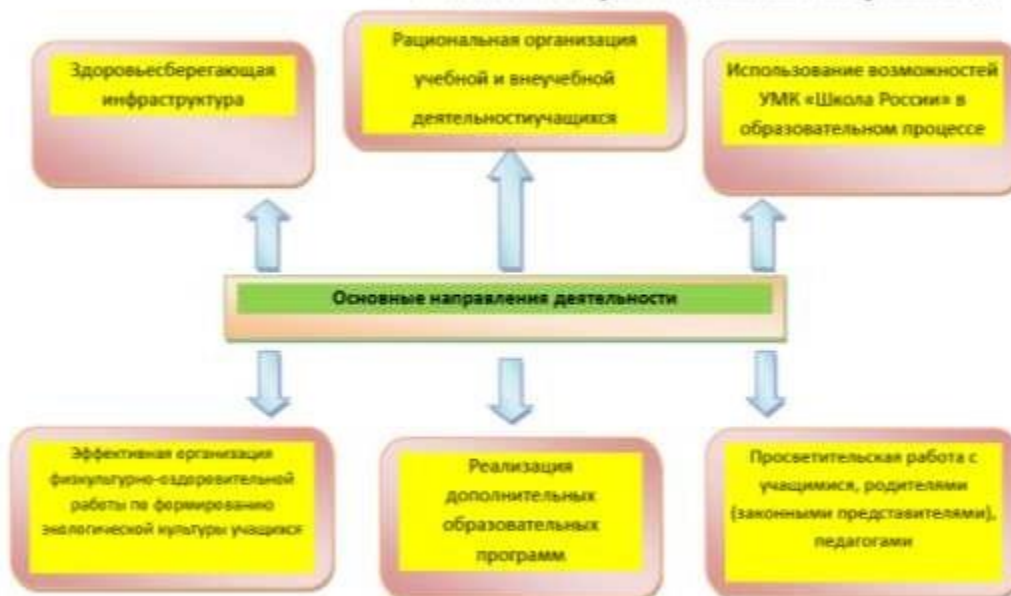 Здоровьесберегающая
инфраструктура
Рациональная организация
учебной и внеучебной
деятельностиучащихся
Использование возможностей
УМК «Школа России» в
образовательном процессе
Основные направления деятельности
Эффективная организация
физкультурно-оздоровительной
работы по формированию
экологической культуры учащихся
Реализация
дополнительных
образовательных
программ
Просветительская работа с
учащимися, родителями
(законными представителями),
педагогами